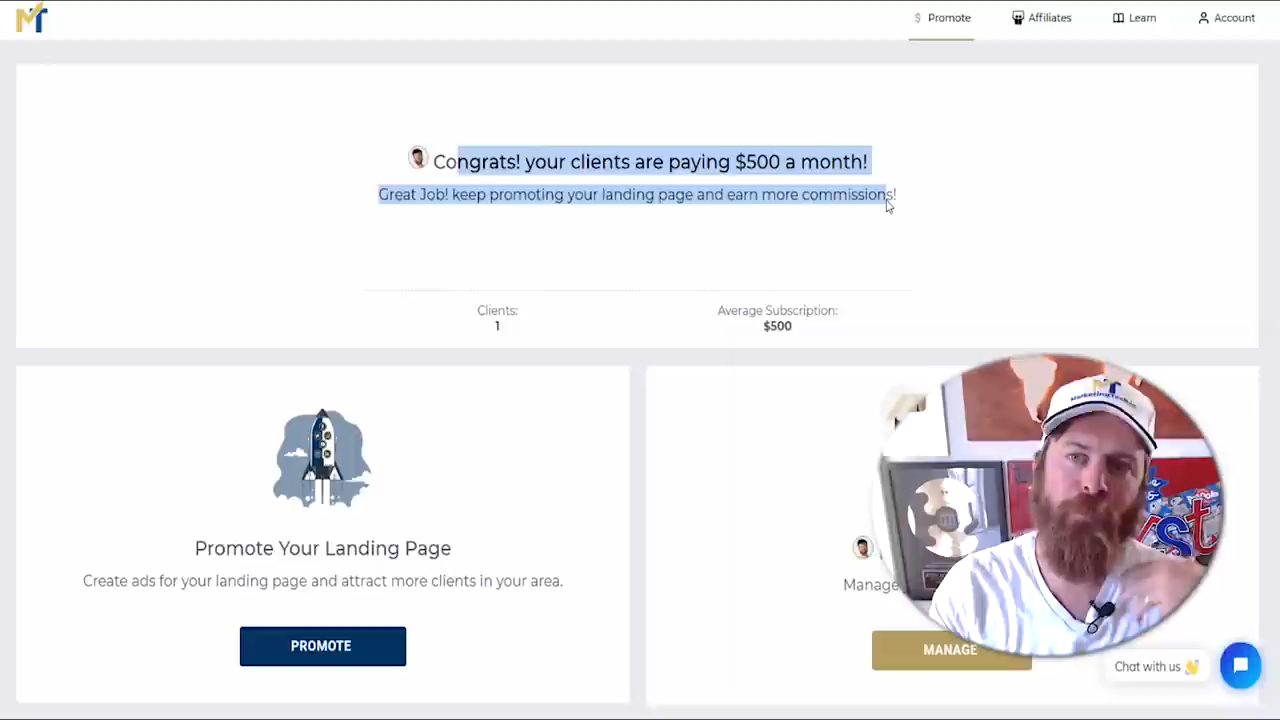 MT
Promote
Affiliates
Learn
Account
Congrats! your clients are paying $500 a month!
Great Job! keep promoting your landing page and earn more commissions!
Clients:
1
Average Subscription:
$500
Promote Your Landing Page
Create ads for your landing page and attract more clients in your area.
PROMOTE
Manage
MANAGE
Chat with us 👋